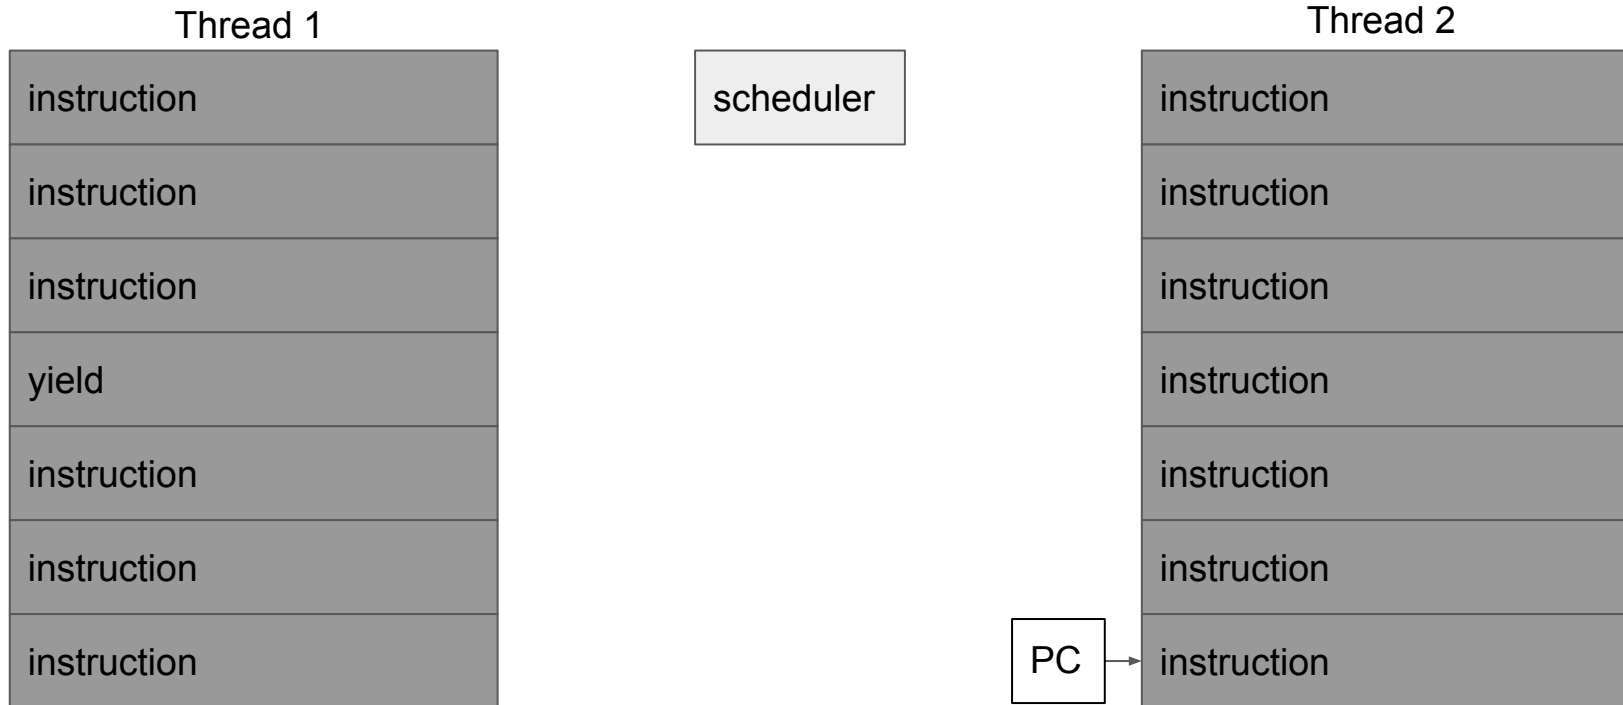 Thread 1
instruction
instruction
instruction
yield
instruction
instruction
instruction
scheduler
Thread 2
instruction
instruction
instruction
instruction
instruction
instruction
PC
instruction